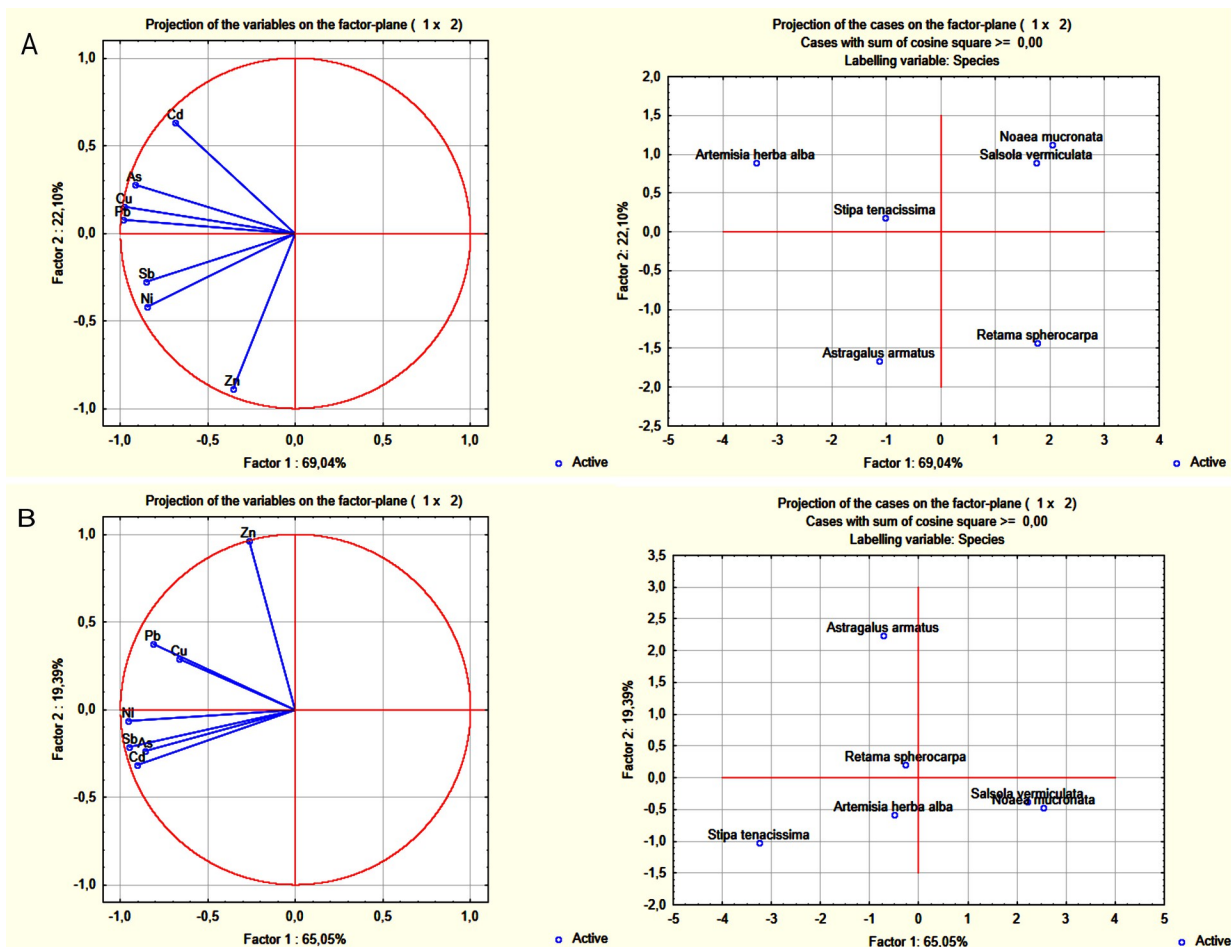 A
Projection of the variables on the factor-plane ( 1 x 2)
1,0
0,5
0,0
-0,5
-1,0
Factor 2 : 22,10%
Cd
As
Cu
Pb
Sb
Ni
Zn
-1,0 -0,5 0,0 0,5 1,0
Factor 1 : 69,04%
Active
Projection of the cases on the factor-plane ( 1 x 2)
Cases with sum of cosine square >= 0,00
Labelling variable: Species
2,0
1,5
1,0
0,5
0,0
-0,5
-1,0
-1,5
-2,0
-2,5
Factor 2: 22,10%
Noaea mucronata
Artemisia herba alba
Salsola vermiculata
Stipa tenacissima
Retama spherocarpa
Astragalus armatus
-5 -4 -3 -2 -1 0 1 2 3 4
Factor 1: 69,04%
Active
B
Projection of the variables on the factor-plane ( 1 x 2)
1,0
0,5
0,0
-0,5
-1,0
Factor 2 : 19,39%
Zn
Pb
Cu
Ni
Sb
As
Cd
-1,0 -0,5 0,0 0,5 1,0
Factor 1 : 65,05%
Active
Projection of the cases on the factor-plane ( 1 x 2)
Cases with sum of cosine square >= 0,00
Labelling variable: Species
3,5
3,0
2,5
2,0
1,5
1,0
0,5
0,0
-0,5
-1,0
-1,5
-2,0
Factor 2: 19,39%
Astragalus armatus
Retama spherocarpa
Salsola vermiculata
Noaea mucronata
Artemisia herba alba
Stipa tenacissima
-5 -4 -3 -2 -1 0 1 2 3 4 5
Factor 1: 65,05%
Active